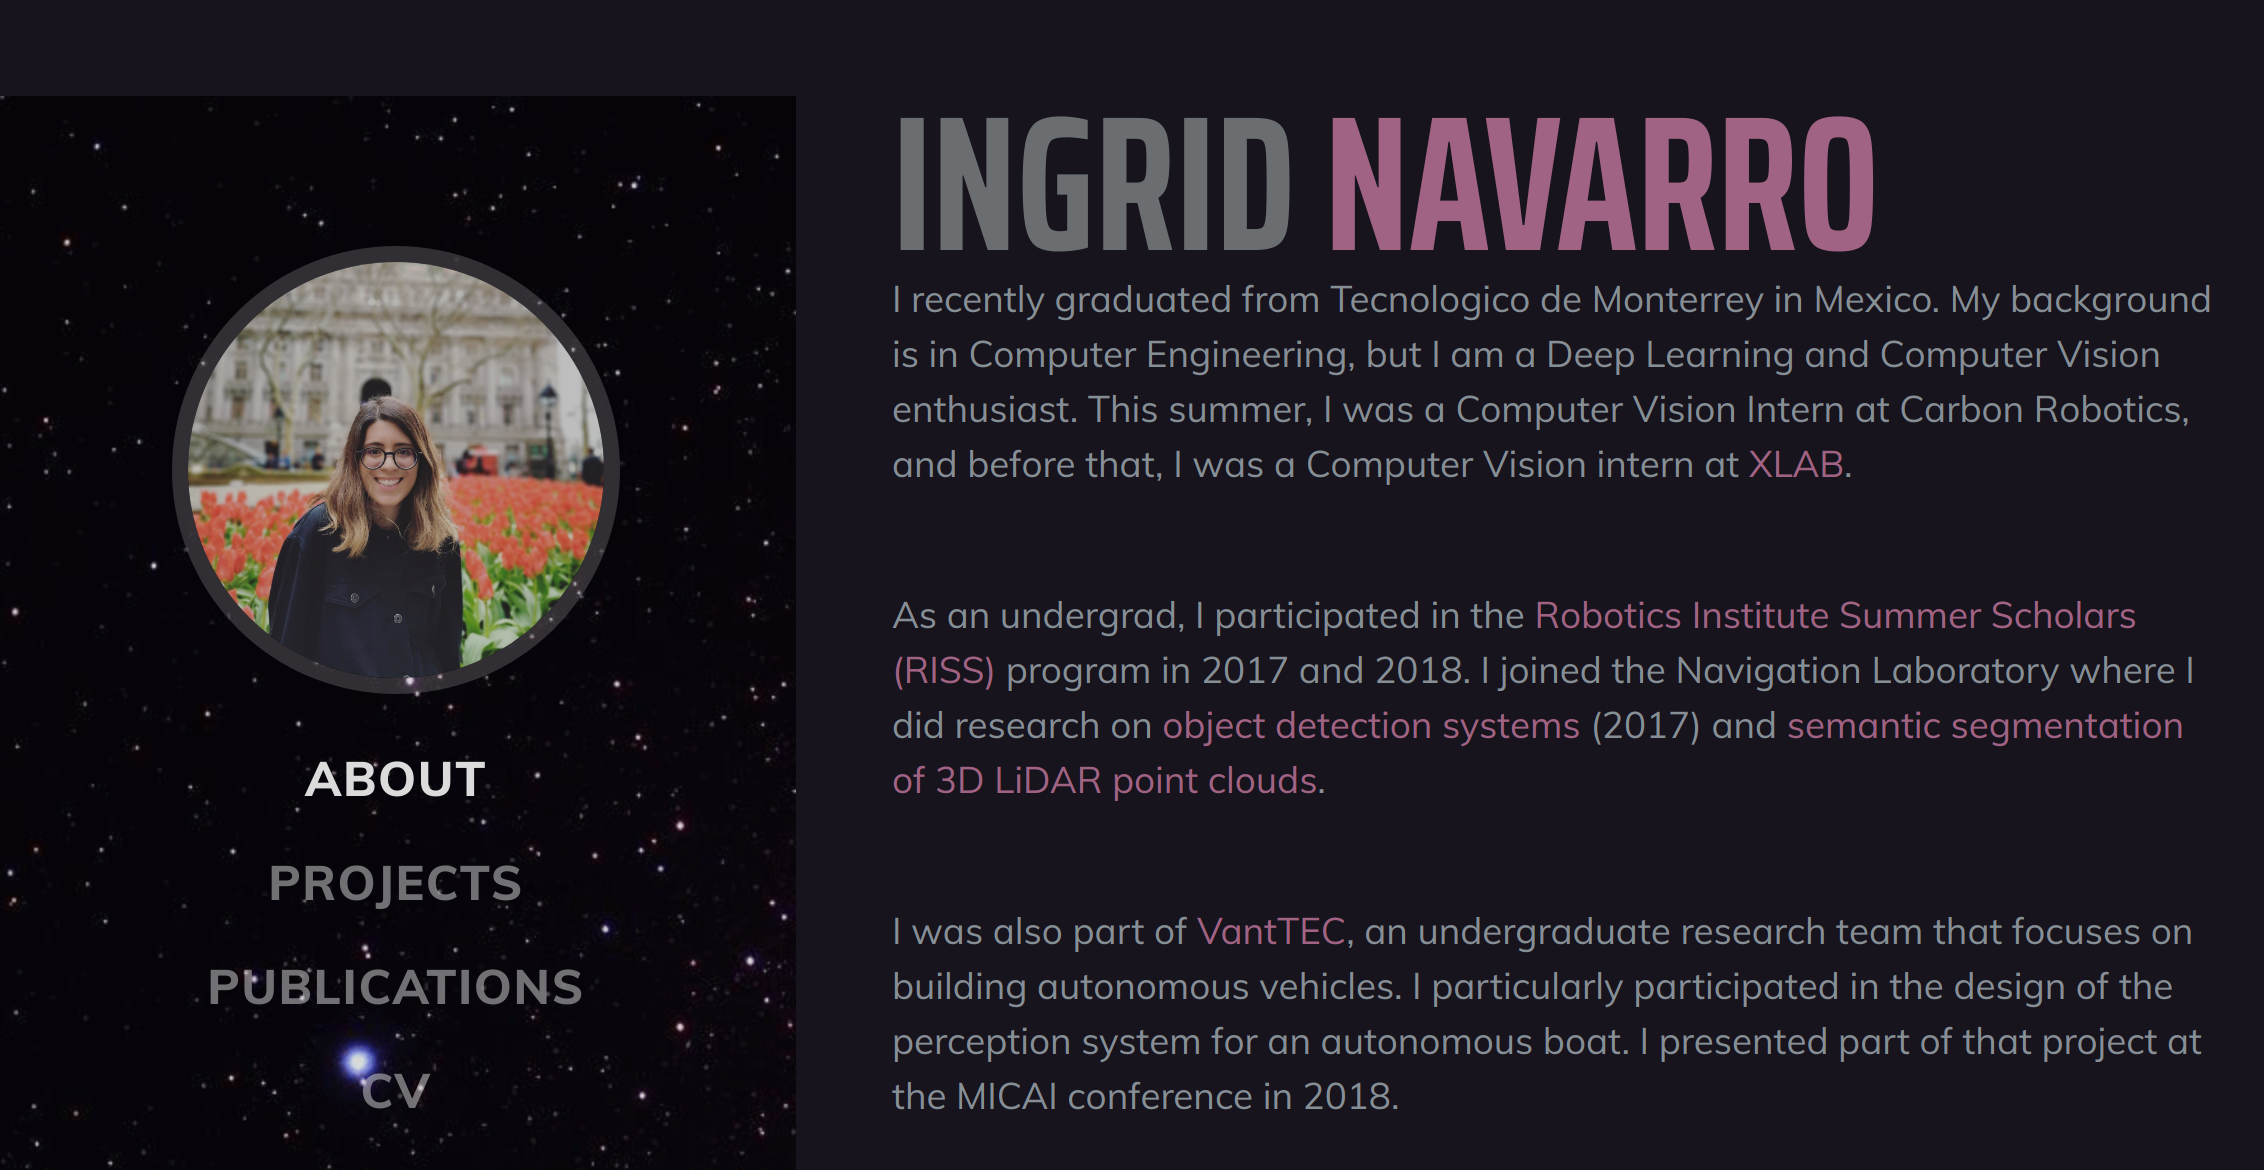 INGRID NAVARRO
I recently graduated from Tecnologico de Monterrey in Mexico. My background
is in Computer Engineering, but I am a Deep Learning and Computer Vision
enthusiast. This summer, I was a Computer Vision Intern at Carbon Robotics,
and before that, I was a Computer Vision intern at XLAB.
As an undergrad, I participated in the Robotics Institute Summer Scholars
(RISS) program in 2017 and 2018. I joined the Navigation Laboratory where I
did research on object detection systems (2017) and semantic segmentation
of 3D LiDAR point clouds.
I was also part of VantTEC, an undergraduate research team that focuses on
building autonomous vehicles. I particularly participated in the design of the
perception system for an autonomous boat. I presented part of that project at
the MICAI conference in 2018.
ABOUT
PROJECTS
PUBLICATIONS
CV